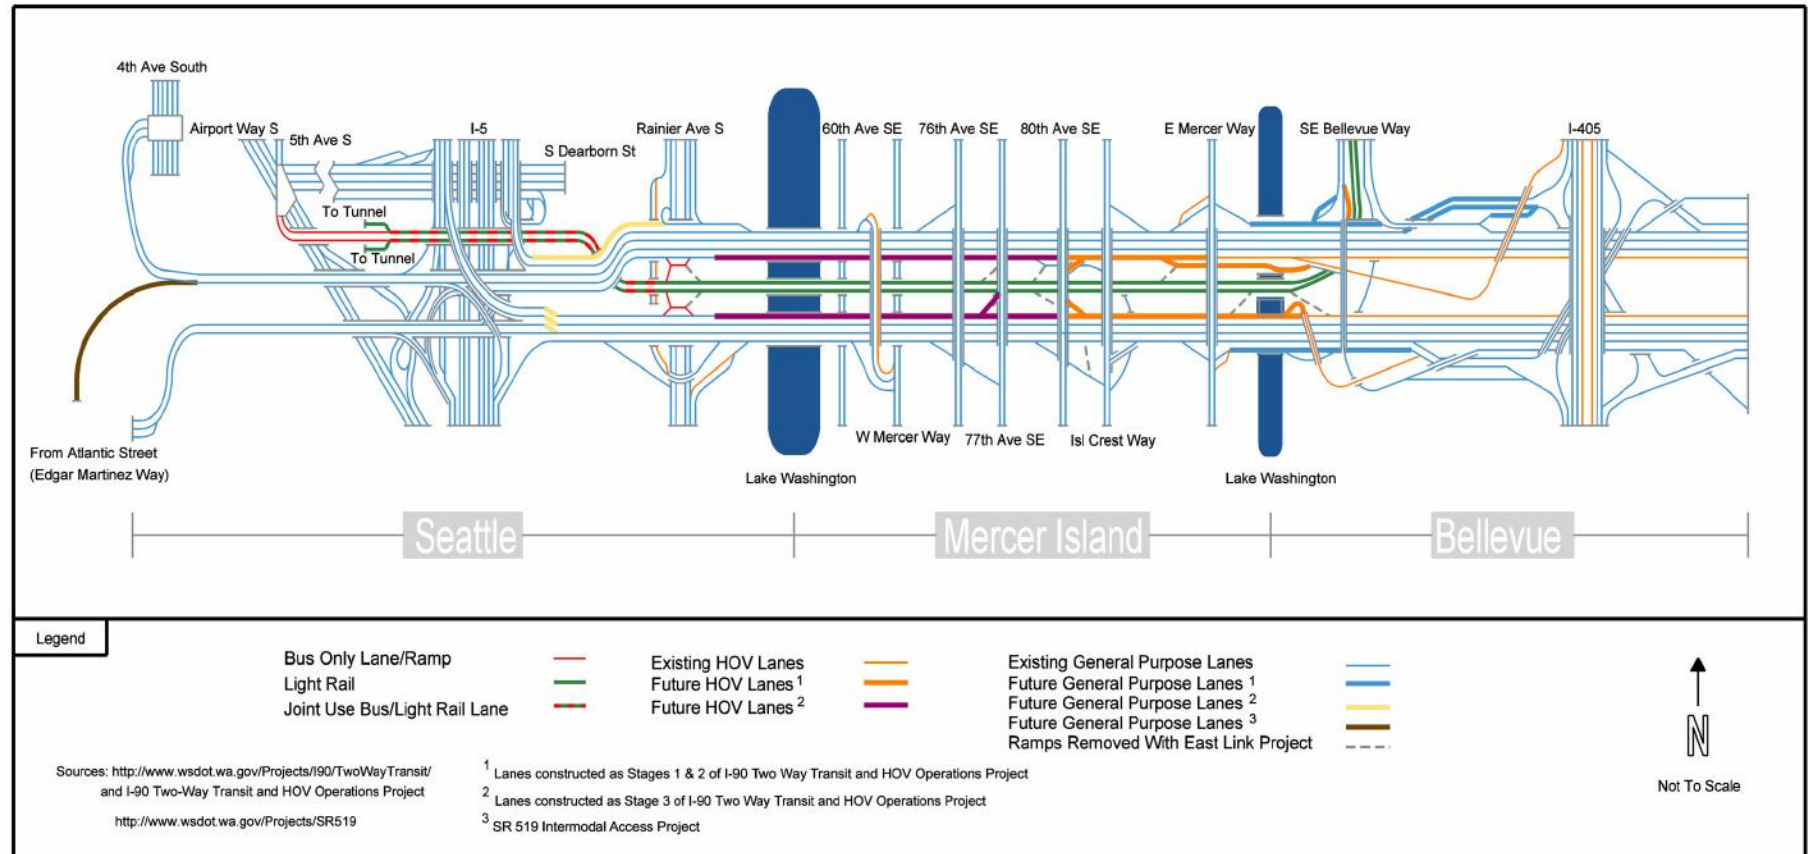 4th Ave South
Airport Way S
5th Ave S
I-5
S Dearborn St
Rainier Ave S
60th Ave SE
76th Ave SE
80th Ave SE
E Mercer Way
SE Bellevue Way
I-405
To Tunnel
To Tunnel
From Atlantic Street
(Edgar Martinez Way)
W Mercer Way
77th Ave SE
Isl Crest Way
Lake Washington
Lake Washington
Seattle
Mercer Island
Bellevue
Legend
Bus Only Lane/Ramp
Light Rail
Joint Use Bus/Light Rail Lane
Existing HOV Lanes
Future HOV Lanes 1
Future HOV Lanes 2
Existing General Purpose Lanes
Future General Purpose Lanes 1
Future General Purpose Lanes 2
Future General Purpose Lanes 3
Ramps Removed With East Link Project
N
Not To Scale
Sources: http://www.wsdot.wa.gov/Projects/I90/TwoWayTransit/
and I-90 Two-Way Transit and HOV Operations Project
http://www.wsdot.wa.gov/Projects/SR519
1 Lanes constructed as Stages 1 & 2 of I-90 Two Way Transit and HOV Operations Project
2 Lanes constructed as Stage 3 of I-90 Two Way Transit and HOV Operations Project
3 SR 519 Intermodal Access Project